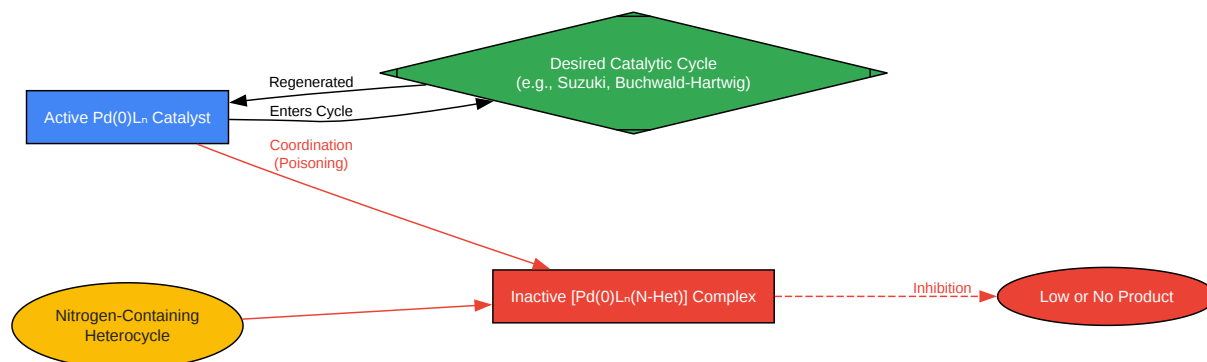 Desired Catalytic Cycle
(e.g., Suzuki, Buchwald-Hartwig)
Regenerated
Active Pd(0)Lₙ Catalyst
Enters Cycle
Coordination
(Poisoning)
Inactive [Pd(0)Lₙ(N-Het)] Complex
Inhibition
Low or No Product
Nitrogen-Containing
Heterocycle